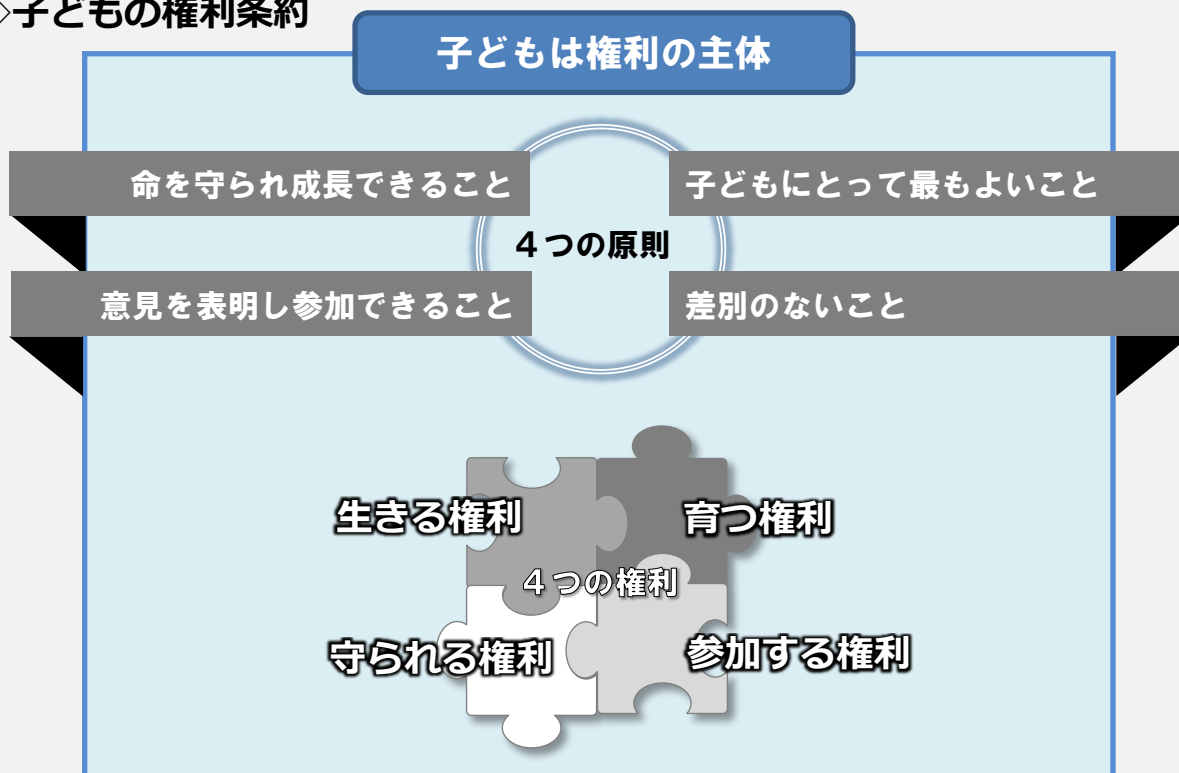 ◇子どもの権利条約
子どもは権利の主体
命を守られ成長できること
子どもにとって最もよいこと
４つの原則
意見を表明し参加できること
差別のないこと
生きる権利
育つ権利
４つの権利
守られる権利
参加する権利